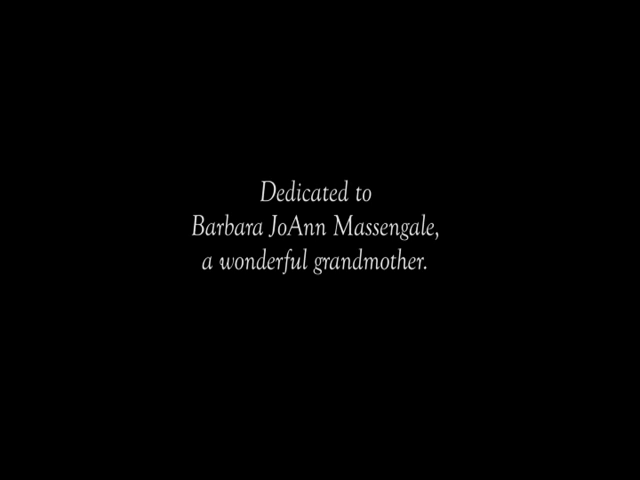 Dedicated to
Barbara JoAnn Massengale,
a wonderful grandmother.